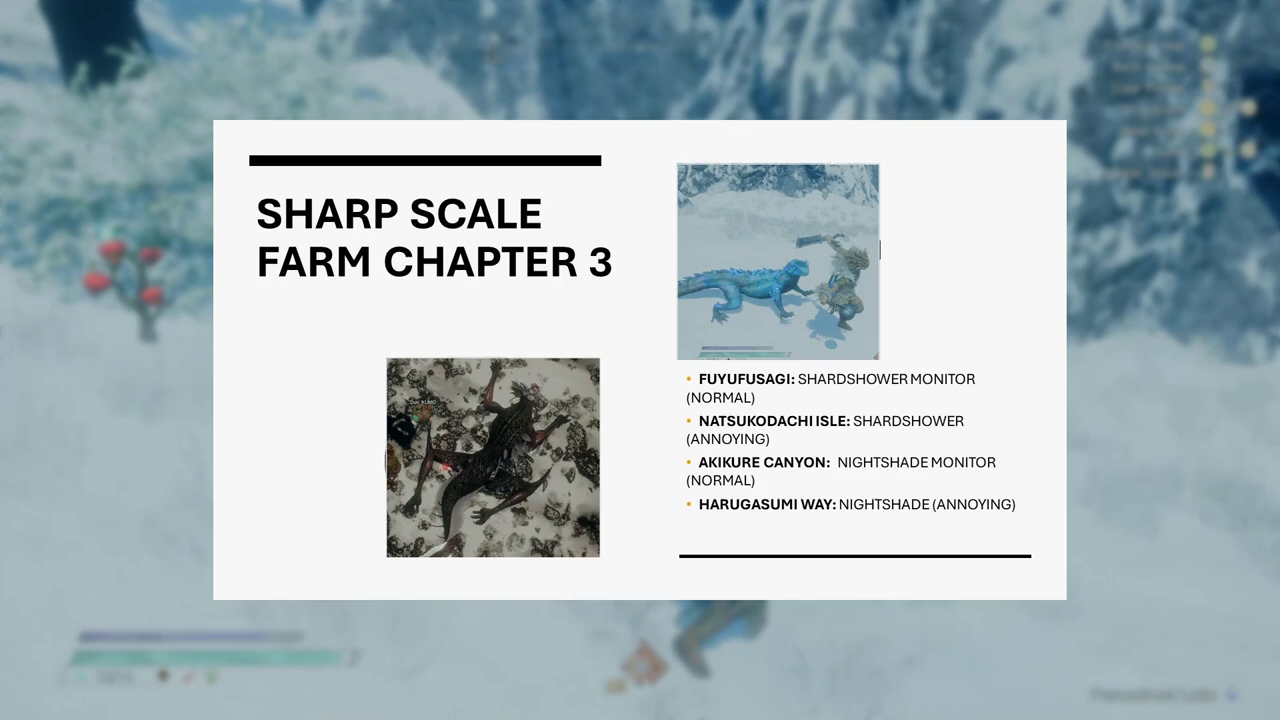 SHARP SCALE
FARM CHAPTER 3
• FUYUFUSAGI: SHARDSHOWER MONITOR
(NORMAL)
• NATSUKODACHI ISLE: SHARDSHOWER
(ANNOYING)
• AKIKURE CANYON: NIGHTSHADE MONITOR
(NORMAL)
• HARUGASUMI WAY: NIGHTSHADE (ANNOYING)